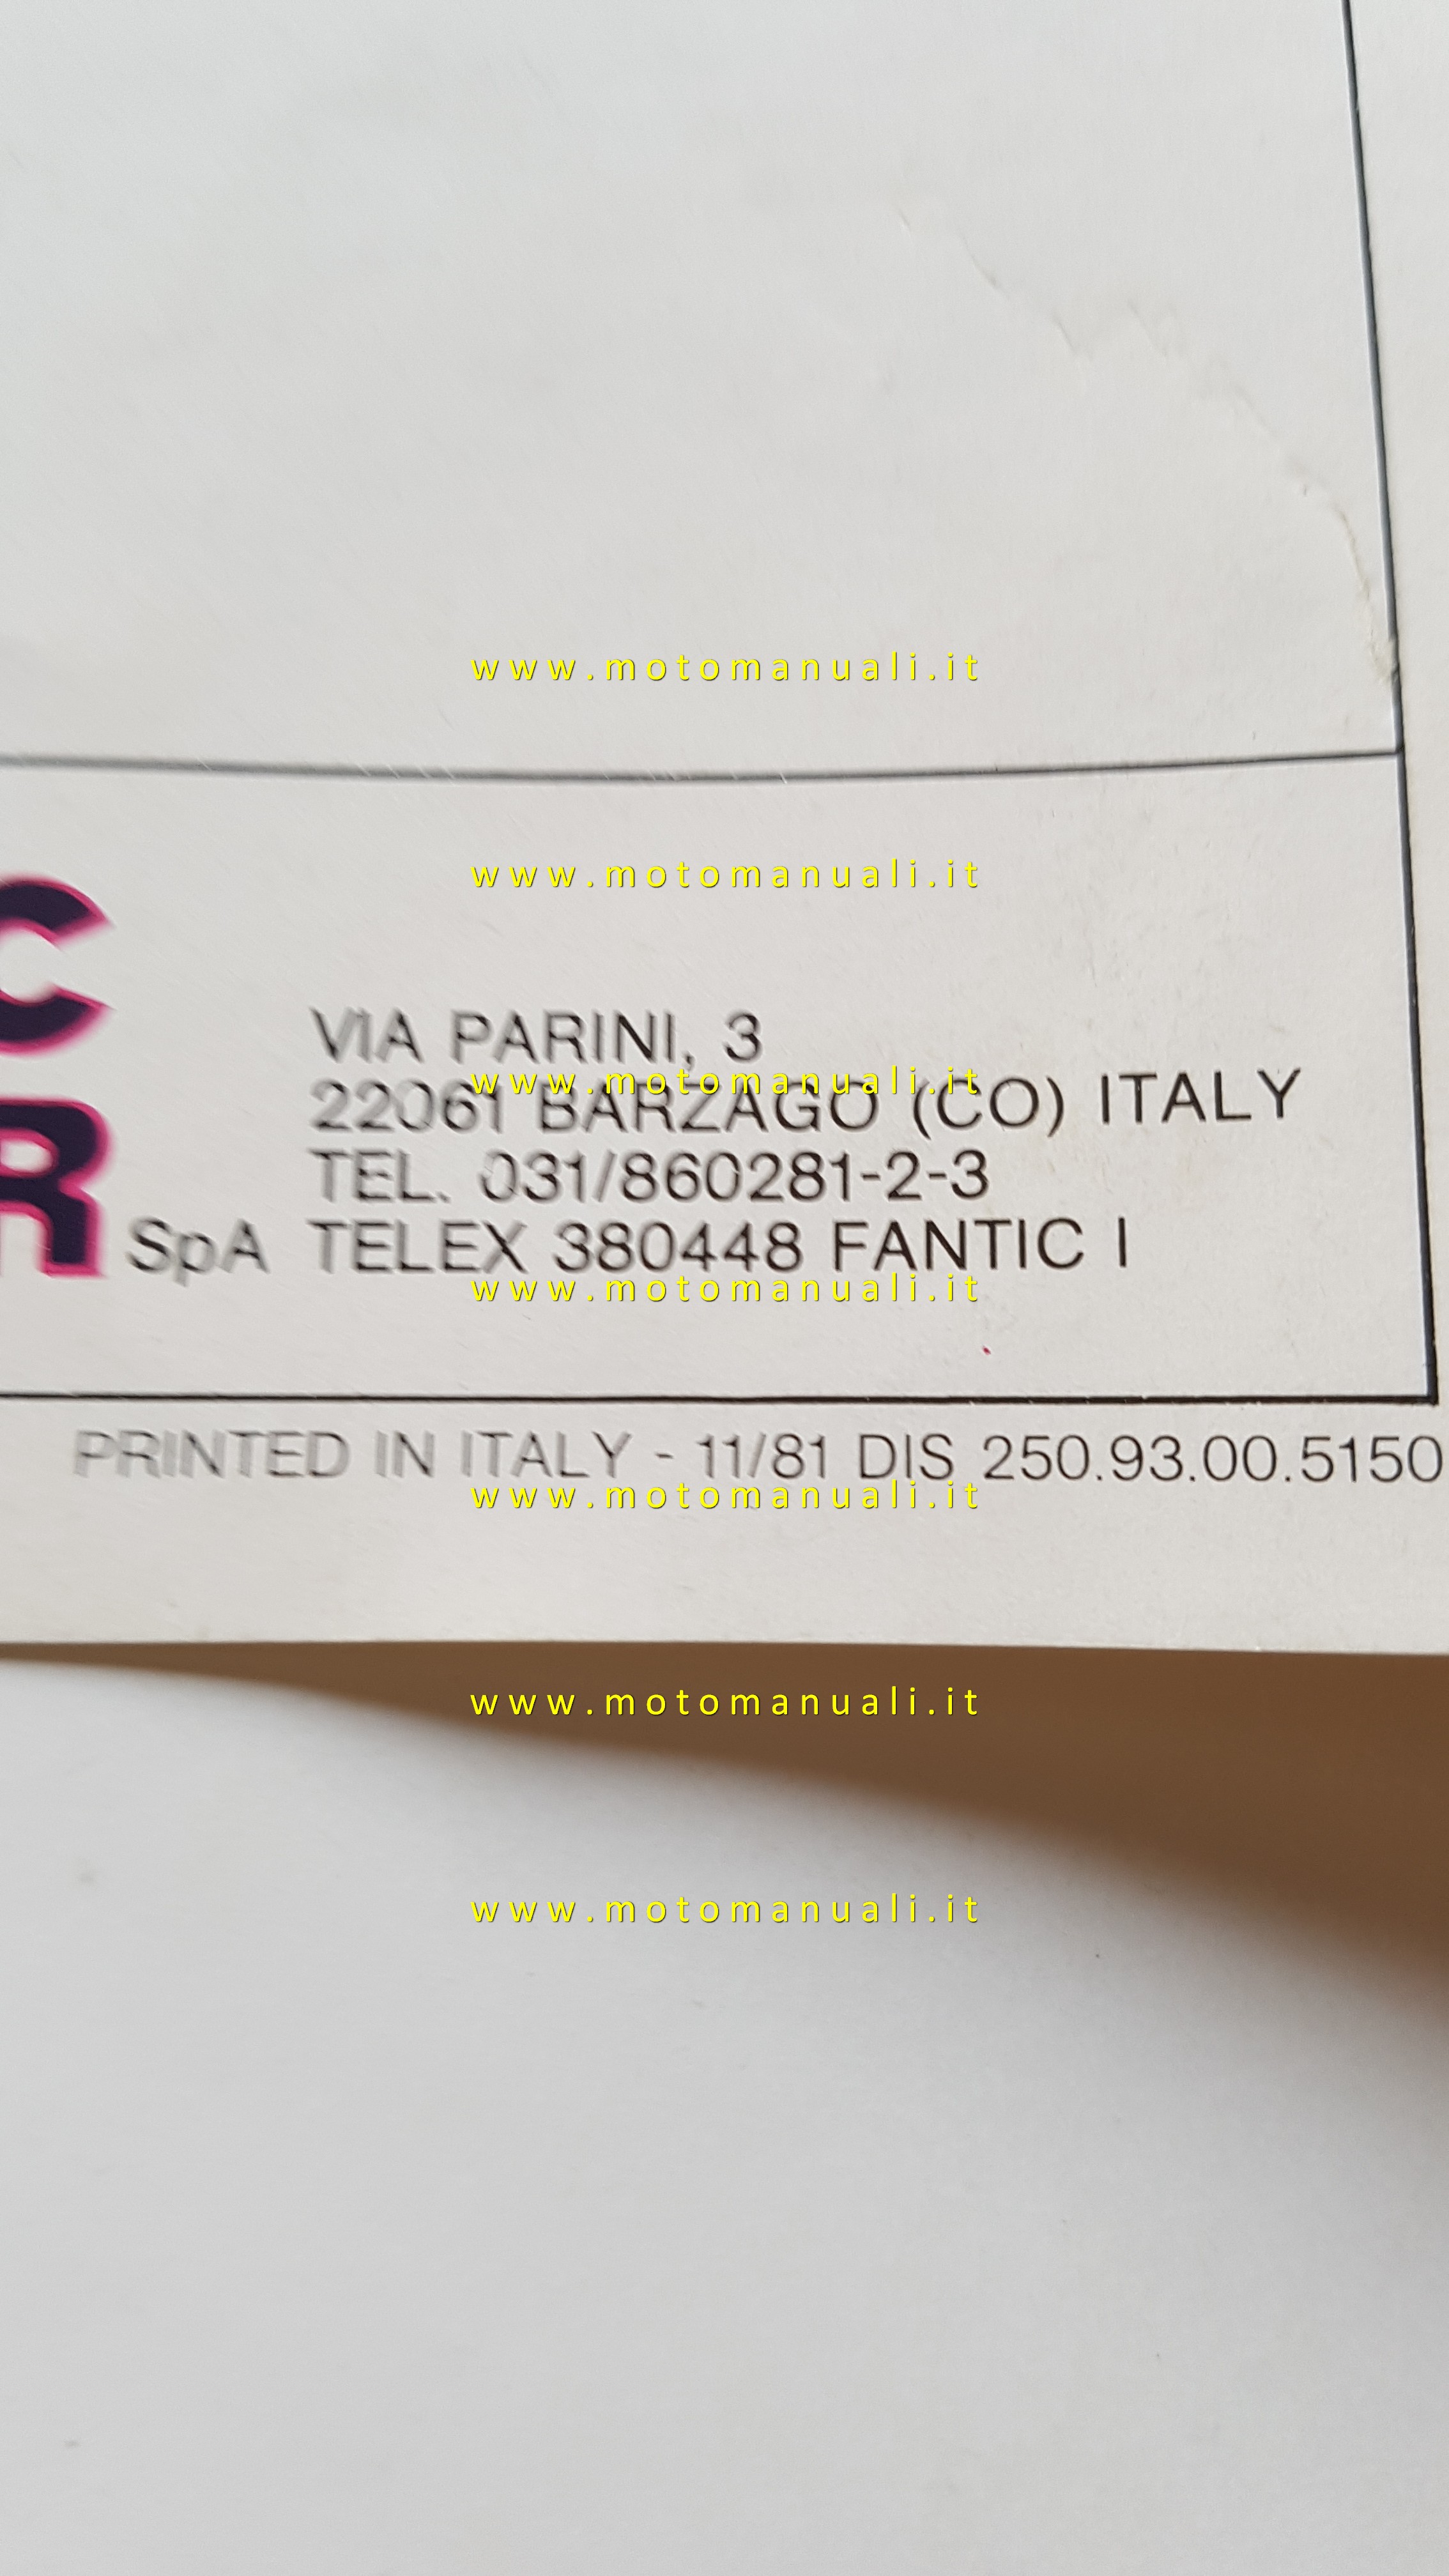 www.motomanuali.it
www.motomanuali.it
C
VIA PARINI, 3
www.motomanuali.it
22061 BARZAGO (CO) ITALY
TEL. 031/860281-2-3
R SpA TELEX 380448 FANTIC I
www.motomanuali.it
PRINTED IN ITALY - 11/81 DIS 250.93.00.5150
www.motomanuali.it
www.motomanuali.it
www.motomanuali.it